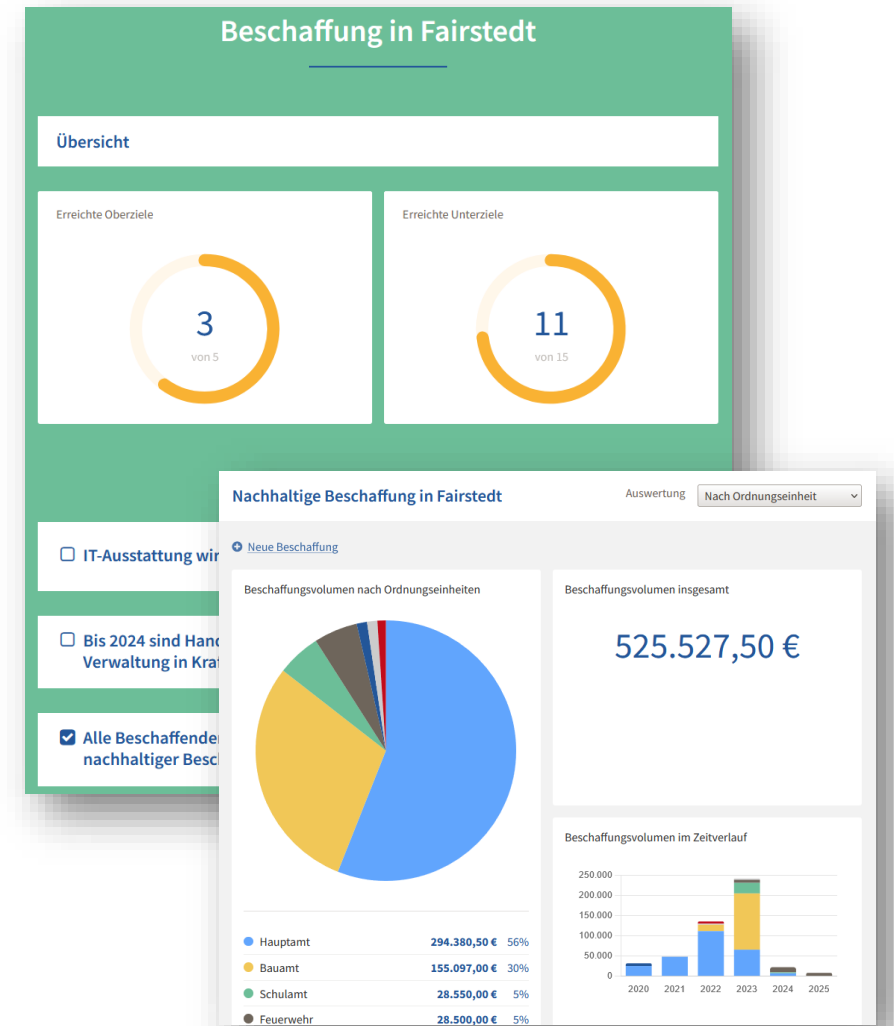 Beschaffung in Fairstedt
Übersicht
Erreichte Oberziele
3
von 5
Erreichte Unterziele
11
von 15
IT-Ausstattung wir
Bis 2024 sind Hand
Verwaltung in Kraf
Alle Beschaffenden
nachhaltiger Besch
Nachhaltige Beschaffung in Fairstedt
Auswertung
Nach Ordnungseinheit
Neue Beschaffung
Beschaffungsvolumen nach Ordnungseinheiten
Hauptamt 294.380,50 € 56%
Bauamt 155.097,00 € 30%
Schulamt 28.550,00 € 5%
Feuerwehr 28.500,00 € 5%
Beschaffungsvolumen insgesamt
525.527,50 €
Beschaffungsvolumen im Zeitverlauf
250.000
200.000
150.000
100.000
50.000
0
2020 2021 2022 2023 2024 2025